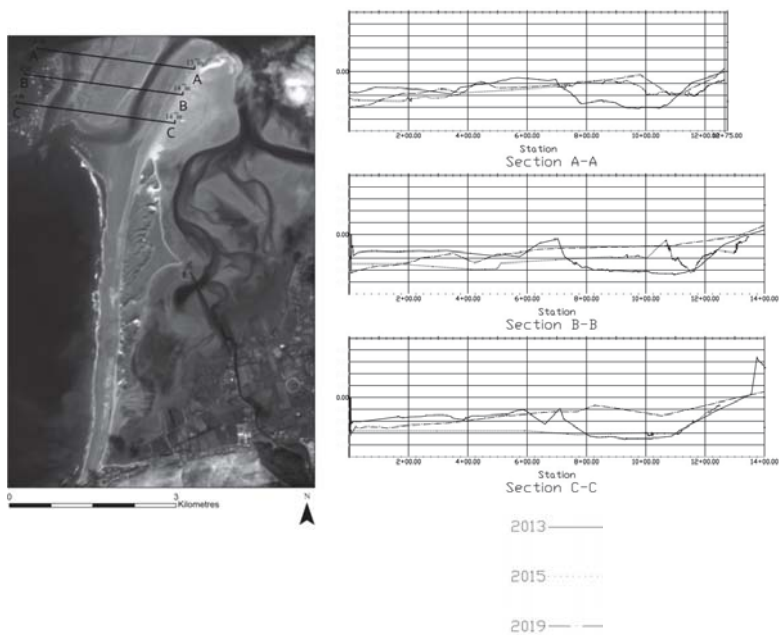 A
B
C
A
B
C
0
3
Kilometres
N
0.00
2+00.00
4+00.00
6+00.00
8+00.00
10+00.00
Station
Section A-A
0.00
2+00.00
4+00.00
6+00.00
8+00.00
10+00.00
12+00.00
14+00.00
Station
Section B-B
0.00
2+00.00
4+00.00
6+00.00
8+00.00
10+00.00
12+00.00
14+00.00
Station
Section C-C
2013
2015
2019